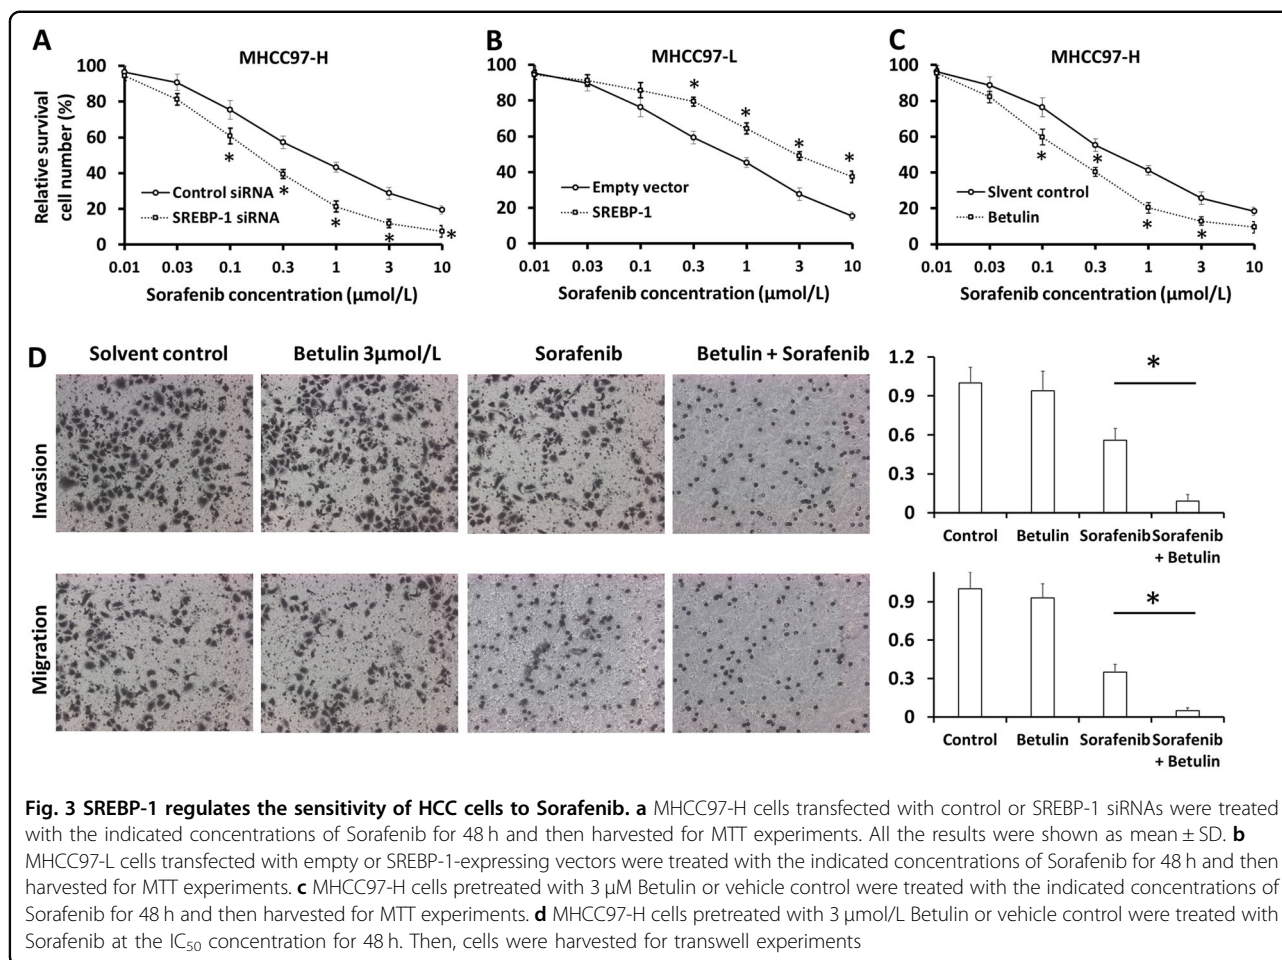 A
MHCC97-H
Relative survival
cell number (%)
100
80
60
40
20
0
Control siRNA
SREBP-1 siRNA
*
*
*
*
*
0.01 0.03 0.1 0.3 1 3 10
Sorafenib concentration (μmol/L)
B
MHCC97-L
100
80
60
40
20
0
*
*
*
*
Empty vector
SREBP-1
0.01 0.03 0.1 0.3 1 3 10
Sorafenib concentration (μmol/L)
C
MHCC97-H
100
80
60
40
20
0
Slvent control
Betulin
*
*
*
*
0.01 0.03 0.1 0.3 1 3 10
Sorafenib concentration (μmol/L)
D
Solvent control
Betulin 3μmol/L
Sorafenib
Betulin + Sorafenib
Invasion
1.2
0.9
0.6
0.3
0
*
Control Betulin Sorafenib Sorafenib
+ Betulin
Migration
0.9
0.6
0.3
0
*
Control Betulin Sorafenib Sorafenib
+ Betulin
Fig. 3 SREBP-1 regulates the sensitivity of HCC cells to Sorafenib. a MHCC97-H cells transfected with control or SREBP-1 siRNAs were treated
with the indicated concentrations of Sorafenib for 48 h and then harvested for MTT experiments. All the results were shown as mean ± SD. b
MHCC97-L cells transfected with empty or SREBP-1-expressing vectors were treated with the indicated concentrations of Sorafenib for 48 h and then
harvested for MTT experiments. c MHCC97-H cells pretreated with 3 μM Betulin or vehicle control were treated with the indicated concentrations of
Sorafenib for 48 h and then harvested for MTT experiments. d MHCC97-H cells pretreated with 3 μmol/L Betulin or vehicle control were treated with
Sorafenib at the IC₅₀ concentration for 48 h. Then, cells were harvested for transwell experiments